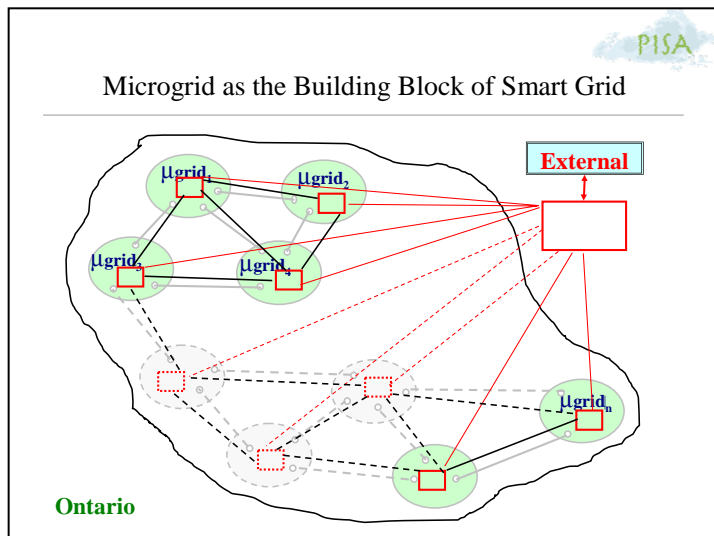 PISA
Microgrid as the Building Block of Smart Grid
μgrid₁
μgrid₂
External
μgrid₃
μgrid₄
μgridₙ
Ontario